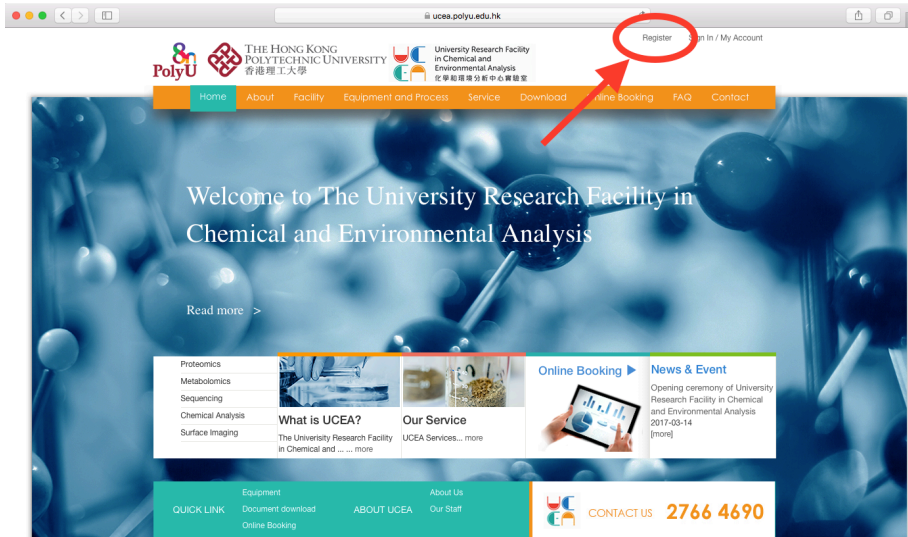 ucea.polyu.edu.hk
Register Sign In / My Account
PolyU
THE HONG KONG
POLYTECHNIC UNIVERSITY
香港理工大學
University Research Facility
in Chemical and
Environmental Analysis
化學和環境分析中心實驗室
Home About Facility Equipment and Process Service Download Online Booking FAQ Contact
Welcome to The University Research Facility in
Chemical and Environmental Analysis
Read more >
Proteomics
Metabolomics
Sequencing
Chemical Analysis
Surface Imaging
What is UCEA?
The Univerisity Research Facility
in Chemical and ... ... more
Our Service
UCEA Services... more
Online Booking
News & Event
Opening ceremony of University
Research Facility in Chemical
and Environmental Analysis
2017-03-14
[more]
QUICK LINK
Equipment
Document download
Online Booking
ABOUT UCEA
About Us
Our Staff
UCEA
CONTACT US 2766 4690